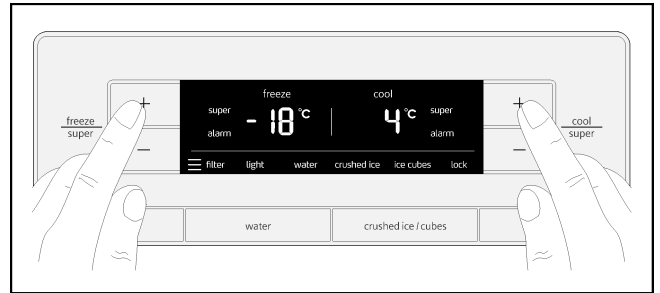 freeze cool
super -18°C 4°C super
alarm alarm
filter light water crushed ice ice cubes lock
freeze
super
+
−
+
−
cool
super
water crushed ice / cubes